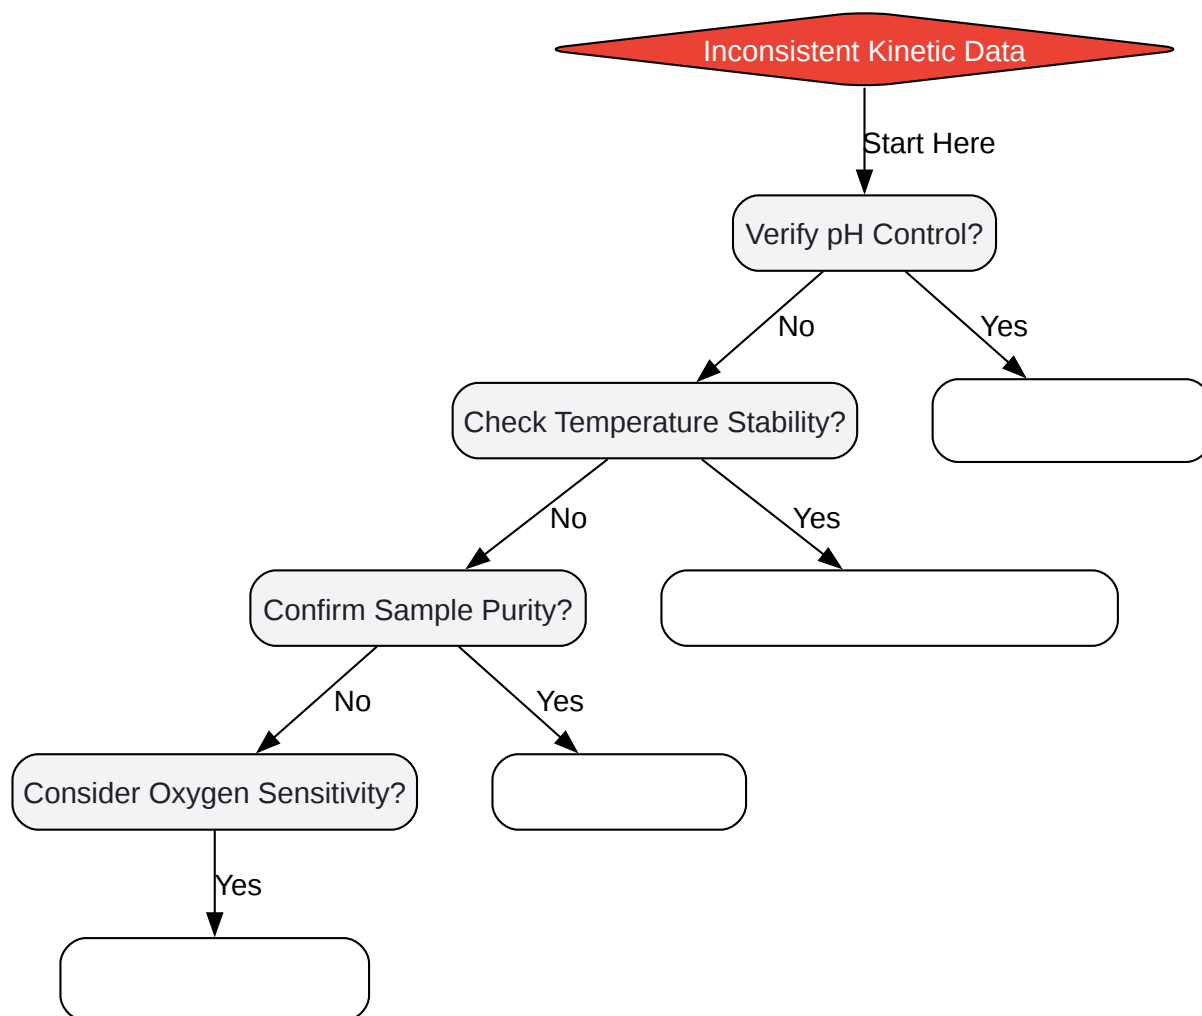 Inconsistent Kinetic Data
Start Here
Verify pH Control?
No
Yes
Check Temperature Stability?
No
Yes
Confirm Sample Purity?
No
Yes
Consider Oxygen Sensitivity?
Yes